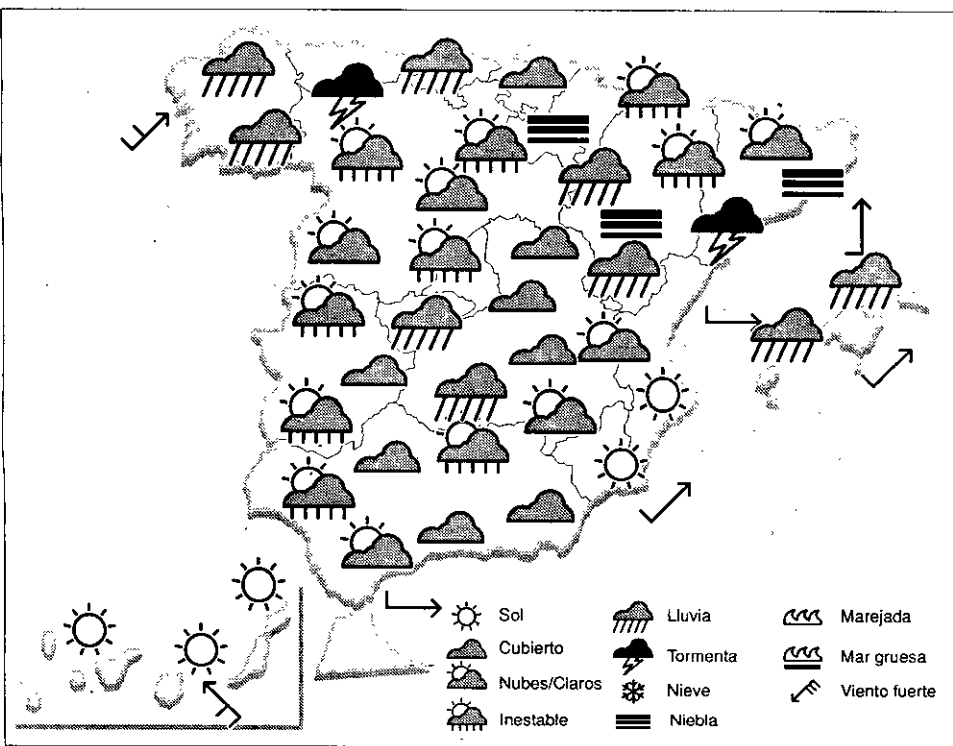 Sol
Cubierto
Nubes/Claros
Inestable
Lluvia
Tormenta
Nieve
Niebla
Marejada
Mar gruesa
Viento fuerte